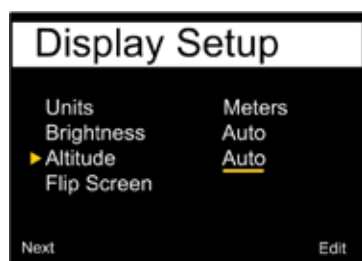 Display Setup
Units Meters
Brightness Auto
Altitude Auto
Flip Screen
Next Edit